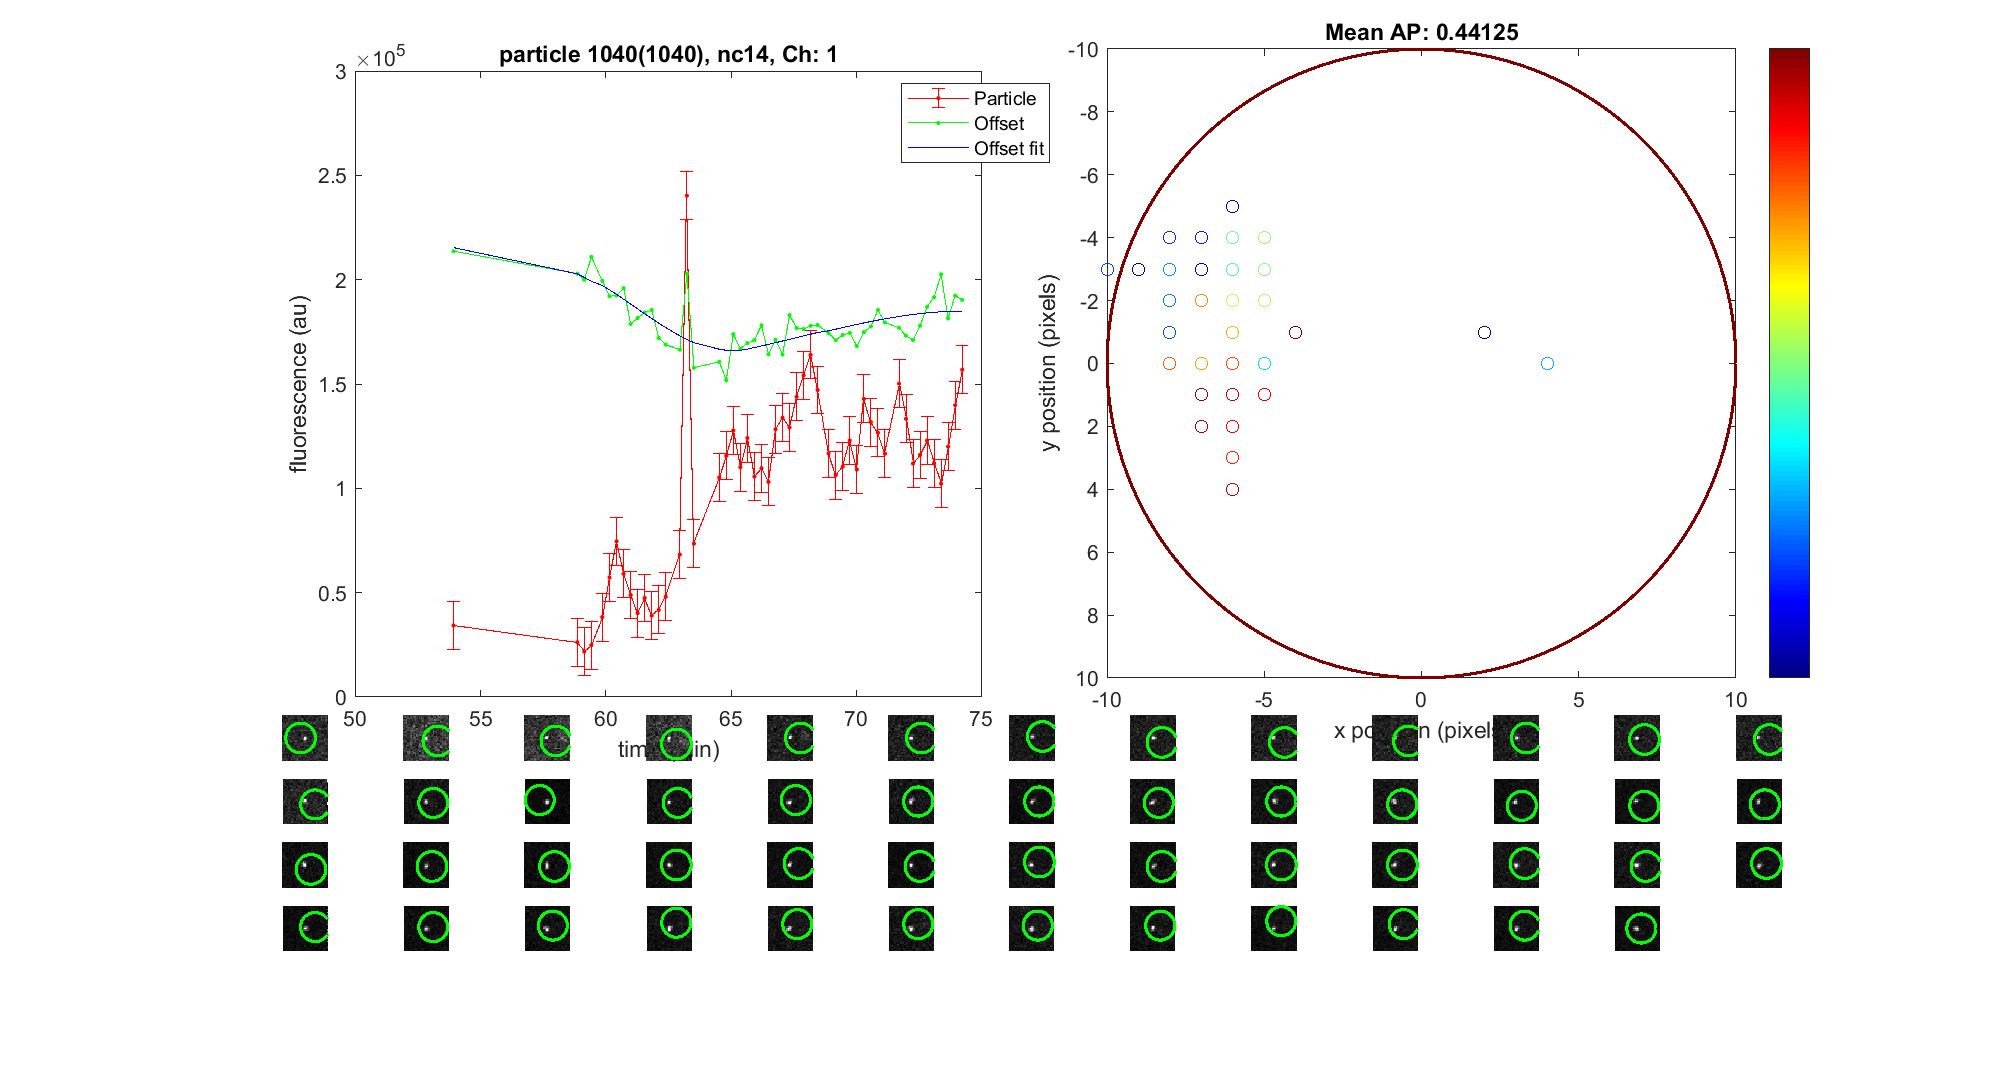 particle 1040(1040), nc14, Ch: 1
×10^5
3
2.5
2
1.5
1
0.5
0
50 55 60 65 70 75
fluorescence (au)
Particle
Offset
Offset fit
Mean AP: 0.44125
-10
-8
-6
-4
-2
0
2
4
6
8
10
-10 -5 0 5 10
y position (pixels)